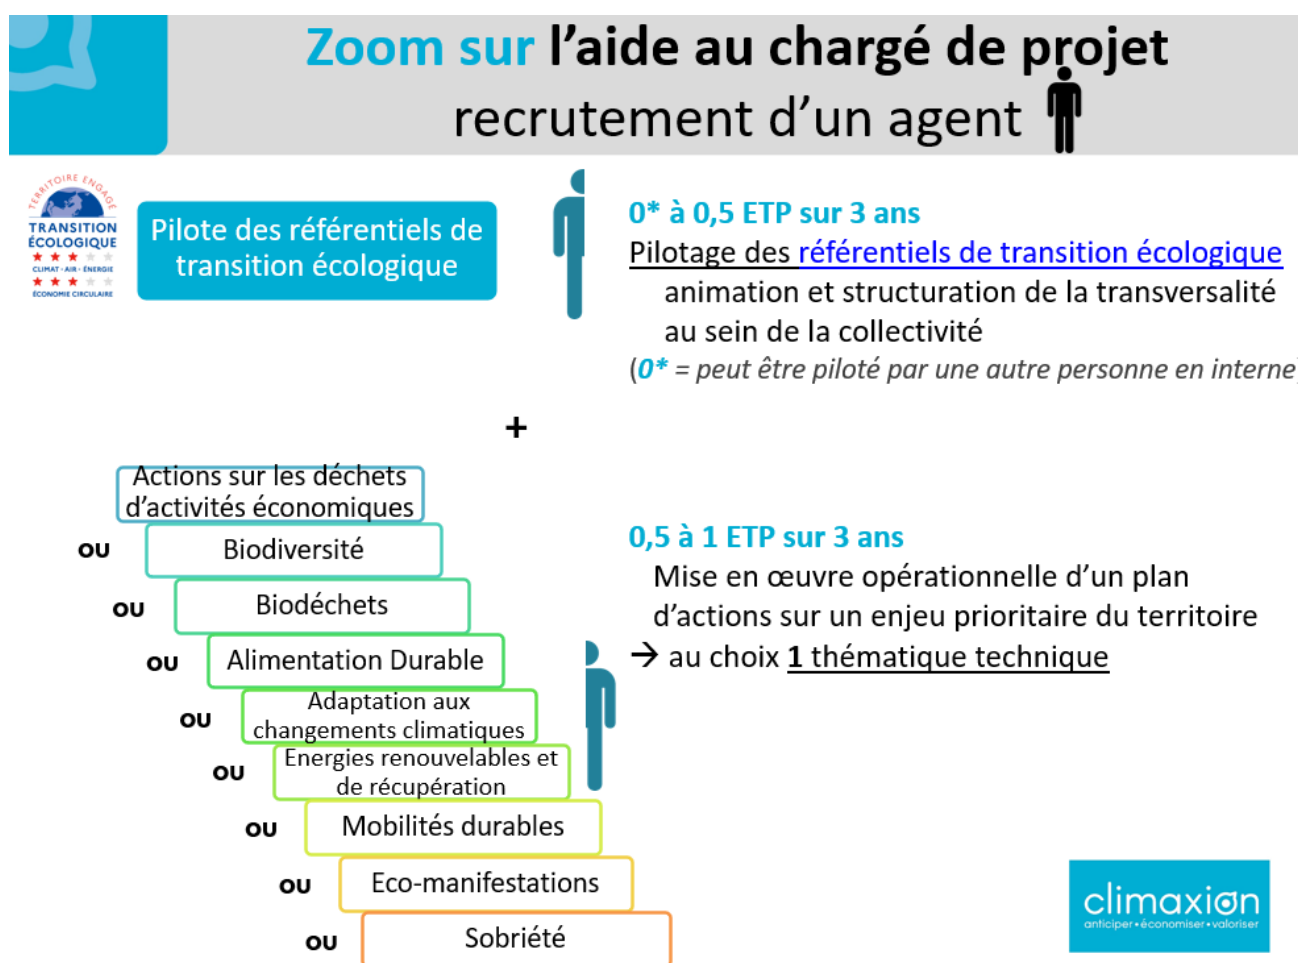 Zoom sur l’aide au chargé de projet
recrutement d’un agent
TERRITOIRE ENGAGÉ
TRANSITION
ÉCOLOGIQUE
CLIMAT - AIR - ÉNERGIE
ÉCONOMIE CIRCULAIRE
Pilote des référentiels de
transition écologique
0* à 0,5 ETP sur 3 ans
Pilotage des référentiels de transition écologique
animation et structuration de la transversalité
au sein de la collectivité
(0* = peut être piloté par une autre personne en interne)
+
Actions sur les déchets
d’activités économiques
OU Biodiversité
OU Biodéchets
OU Alimentation Durable
OU Adaptation aux
changements climatiques
OU Energies renouvelables et
de récupération
OU Mobilités durables
OU Eco-manifestations
OU Sobriété
0,5 à 1 ETP sur 3 ans
Mise en œuvre opérationnelle d’un plan
d’actions sur un enjeu prioritaire du territoire
→ au choix 1 thématique technique
climaxion
anticiper • économiser • valoriser